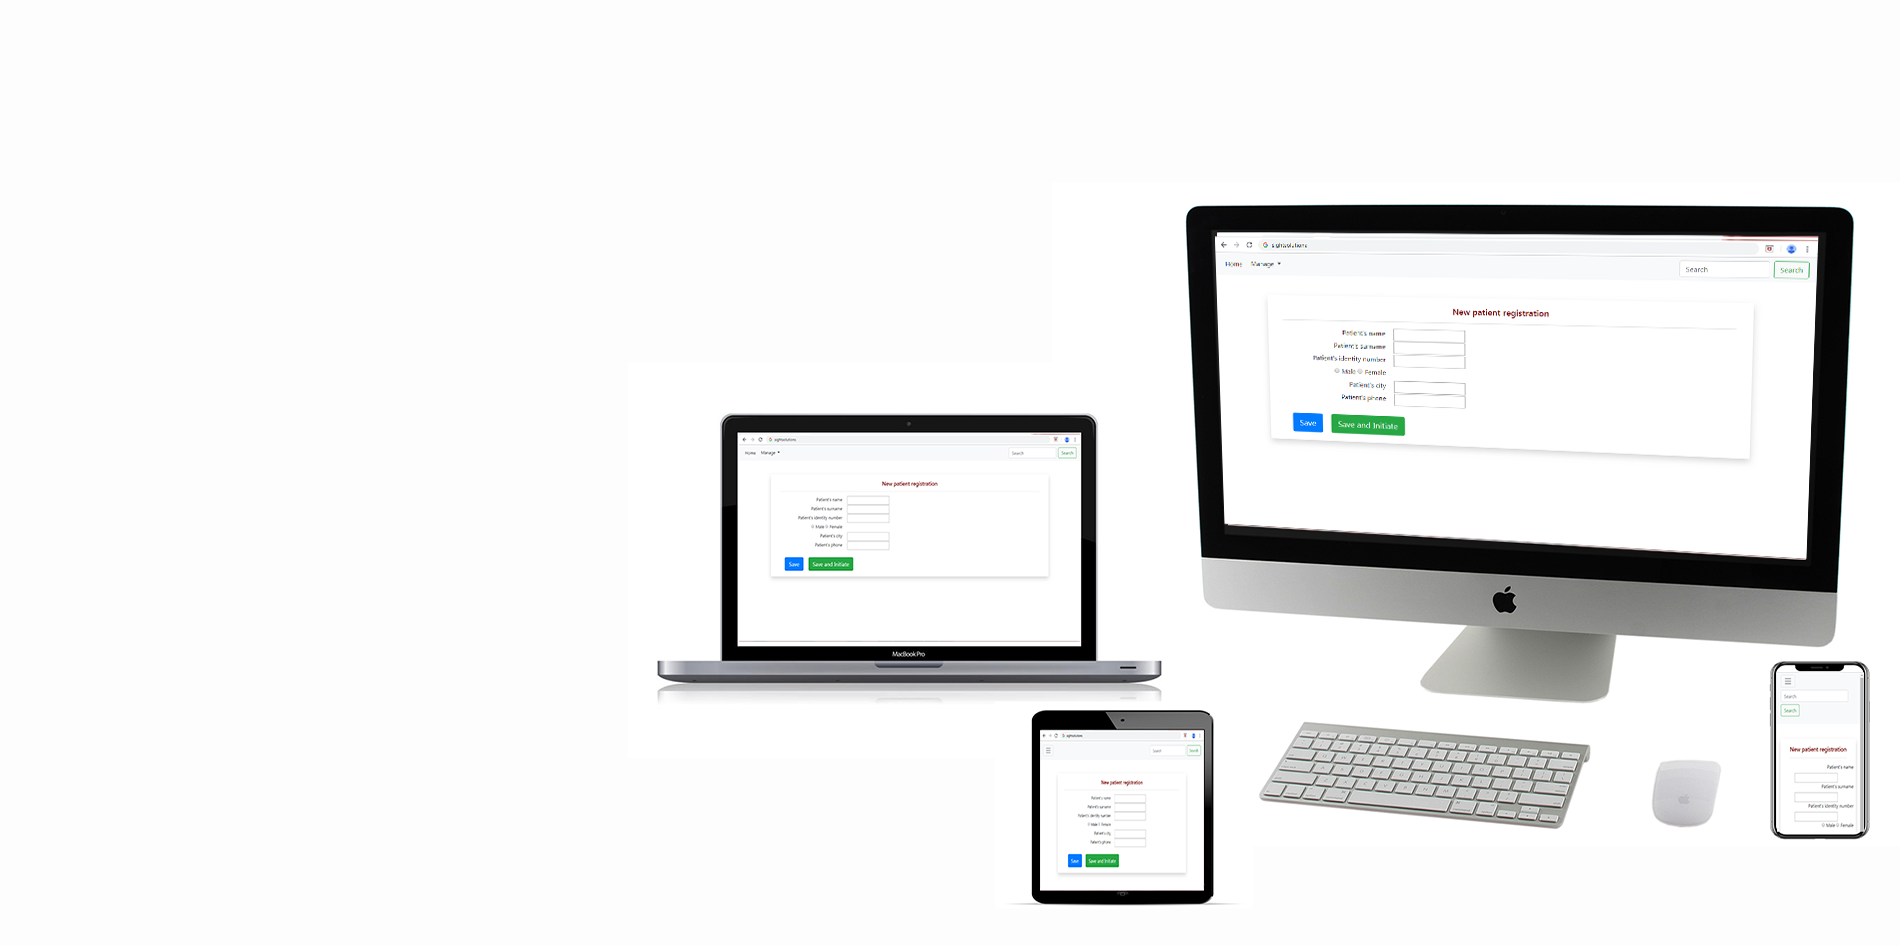 sightsolutions
Home Manage Search Search
New patient registration
Patient's name
Patient's surname
Patient's identity number
Male Female
Patient's city
Patient's phone
Save Save and Initiate
sightsolutions
Home Manage Search Search
New patient registration
Patient's name
Patient's surname
Patient's identity number
Male Female
Patient's city
Patient's phone
Save Save and Initiate
MacBook Pro
sightsolutions
Search Search
New patient registration
Patient's name
Patient's surname
Patient's identity number
Male Female
Patient's city
Patient's phone
Save Save and Initiate
Search
Search
New patient registration
Patient's name
Patient's surname
Patient's identity number
Male Female